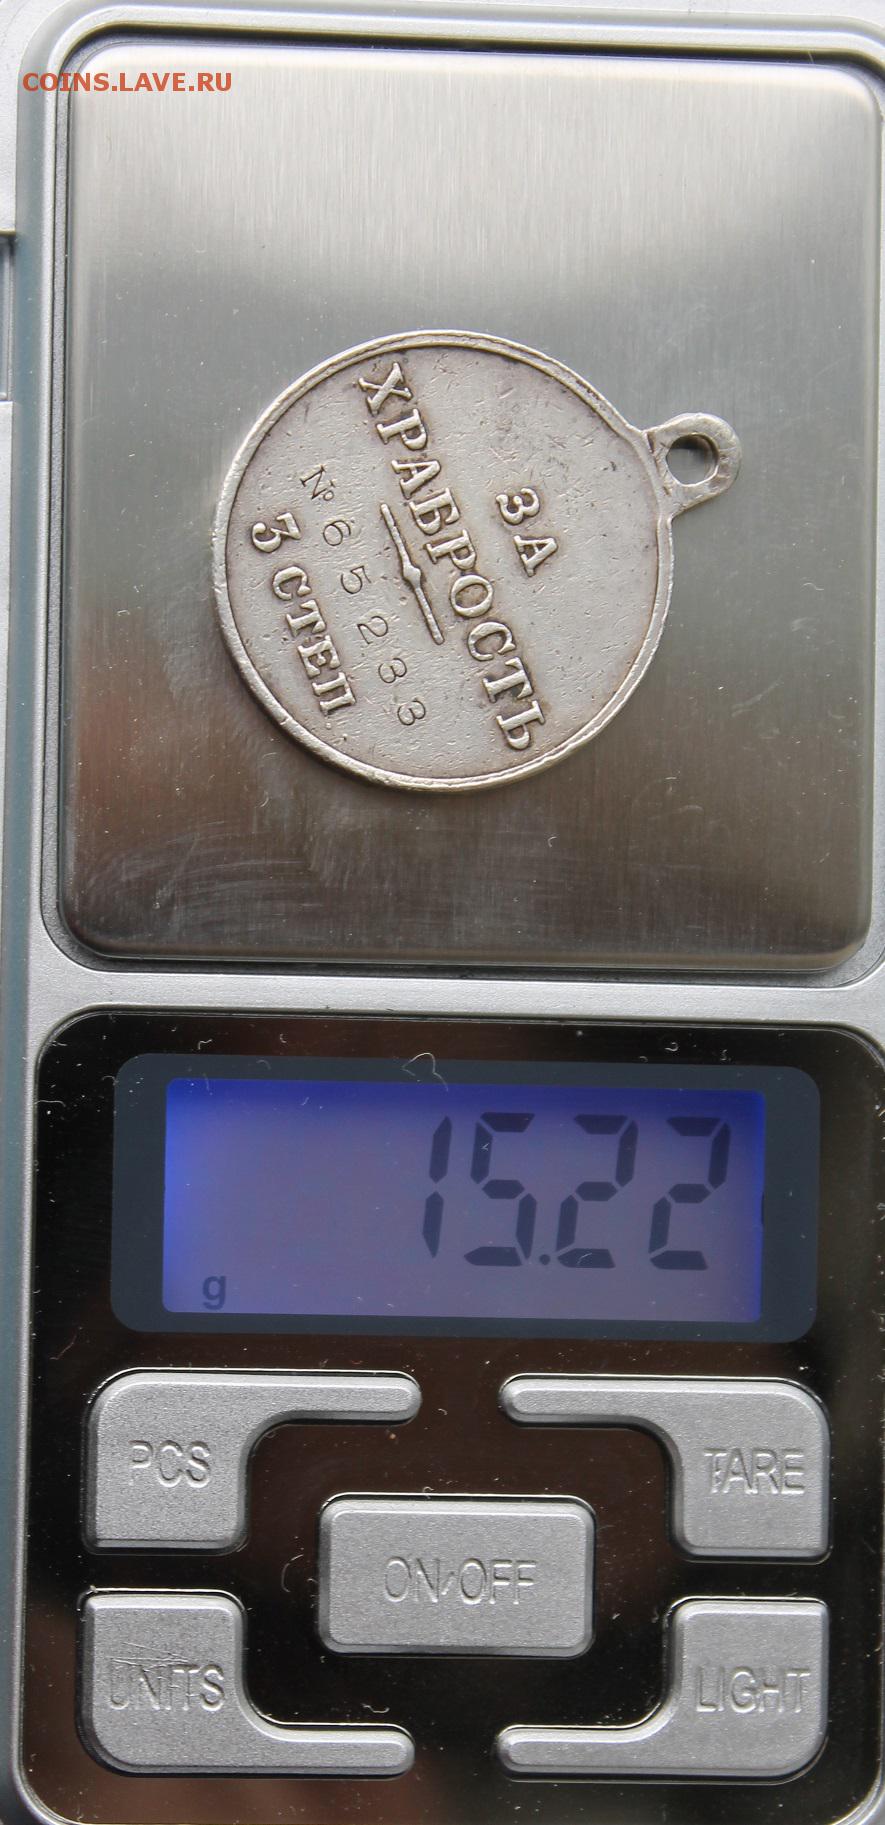 COINS.LAVE.RU
ЗА
ХРАБРОСТЬ
№ 65233
3 СТЕП
15.22
g
PCS
TARE
ON/OFF
UNITS
LIGHT